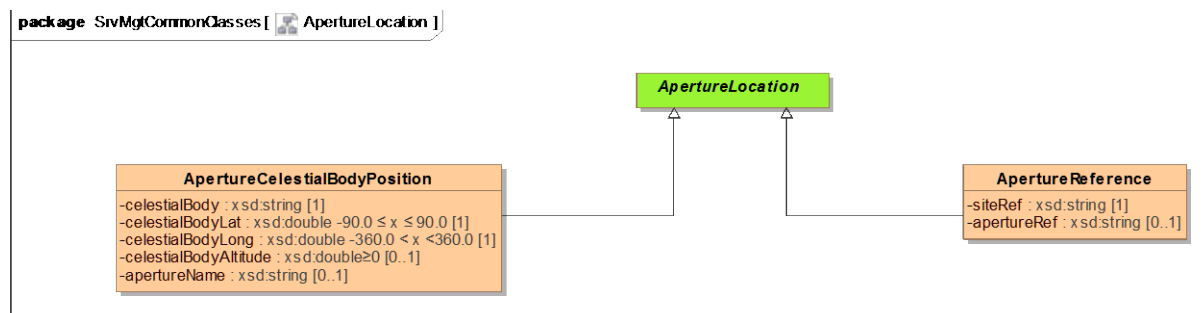 package SrvMgtCommonClasses [ ApertureLocation ]
ApertureLocation
ApertureCelestialBodyPosition
-celestialBody : xsd:string [1]
-celestialBodyLat : xsd:double -90.0 ≤ x ≤ 90.0 [1]
-celestialBodyLong : xsd:double -360.0 < x <360.0 [1]
-celestialBodyAltitude : xsd:double≥0 [0..1]
-apertureName : xsd:string [0..1]
ApertureReference
-siteRef : xsd:string [1]
-apertureRef : xsd:string [0..1]